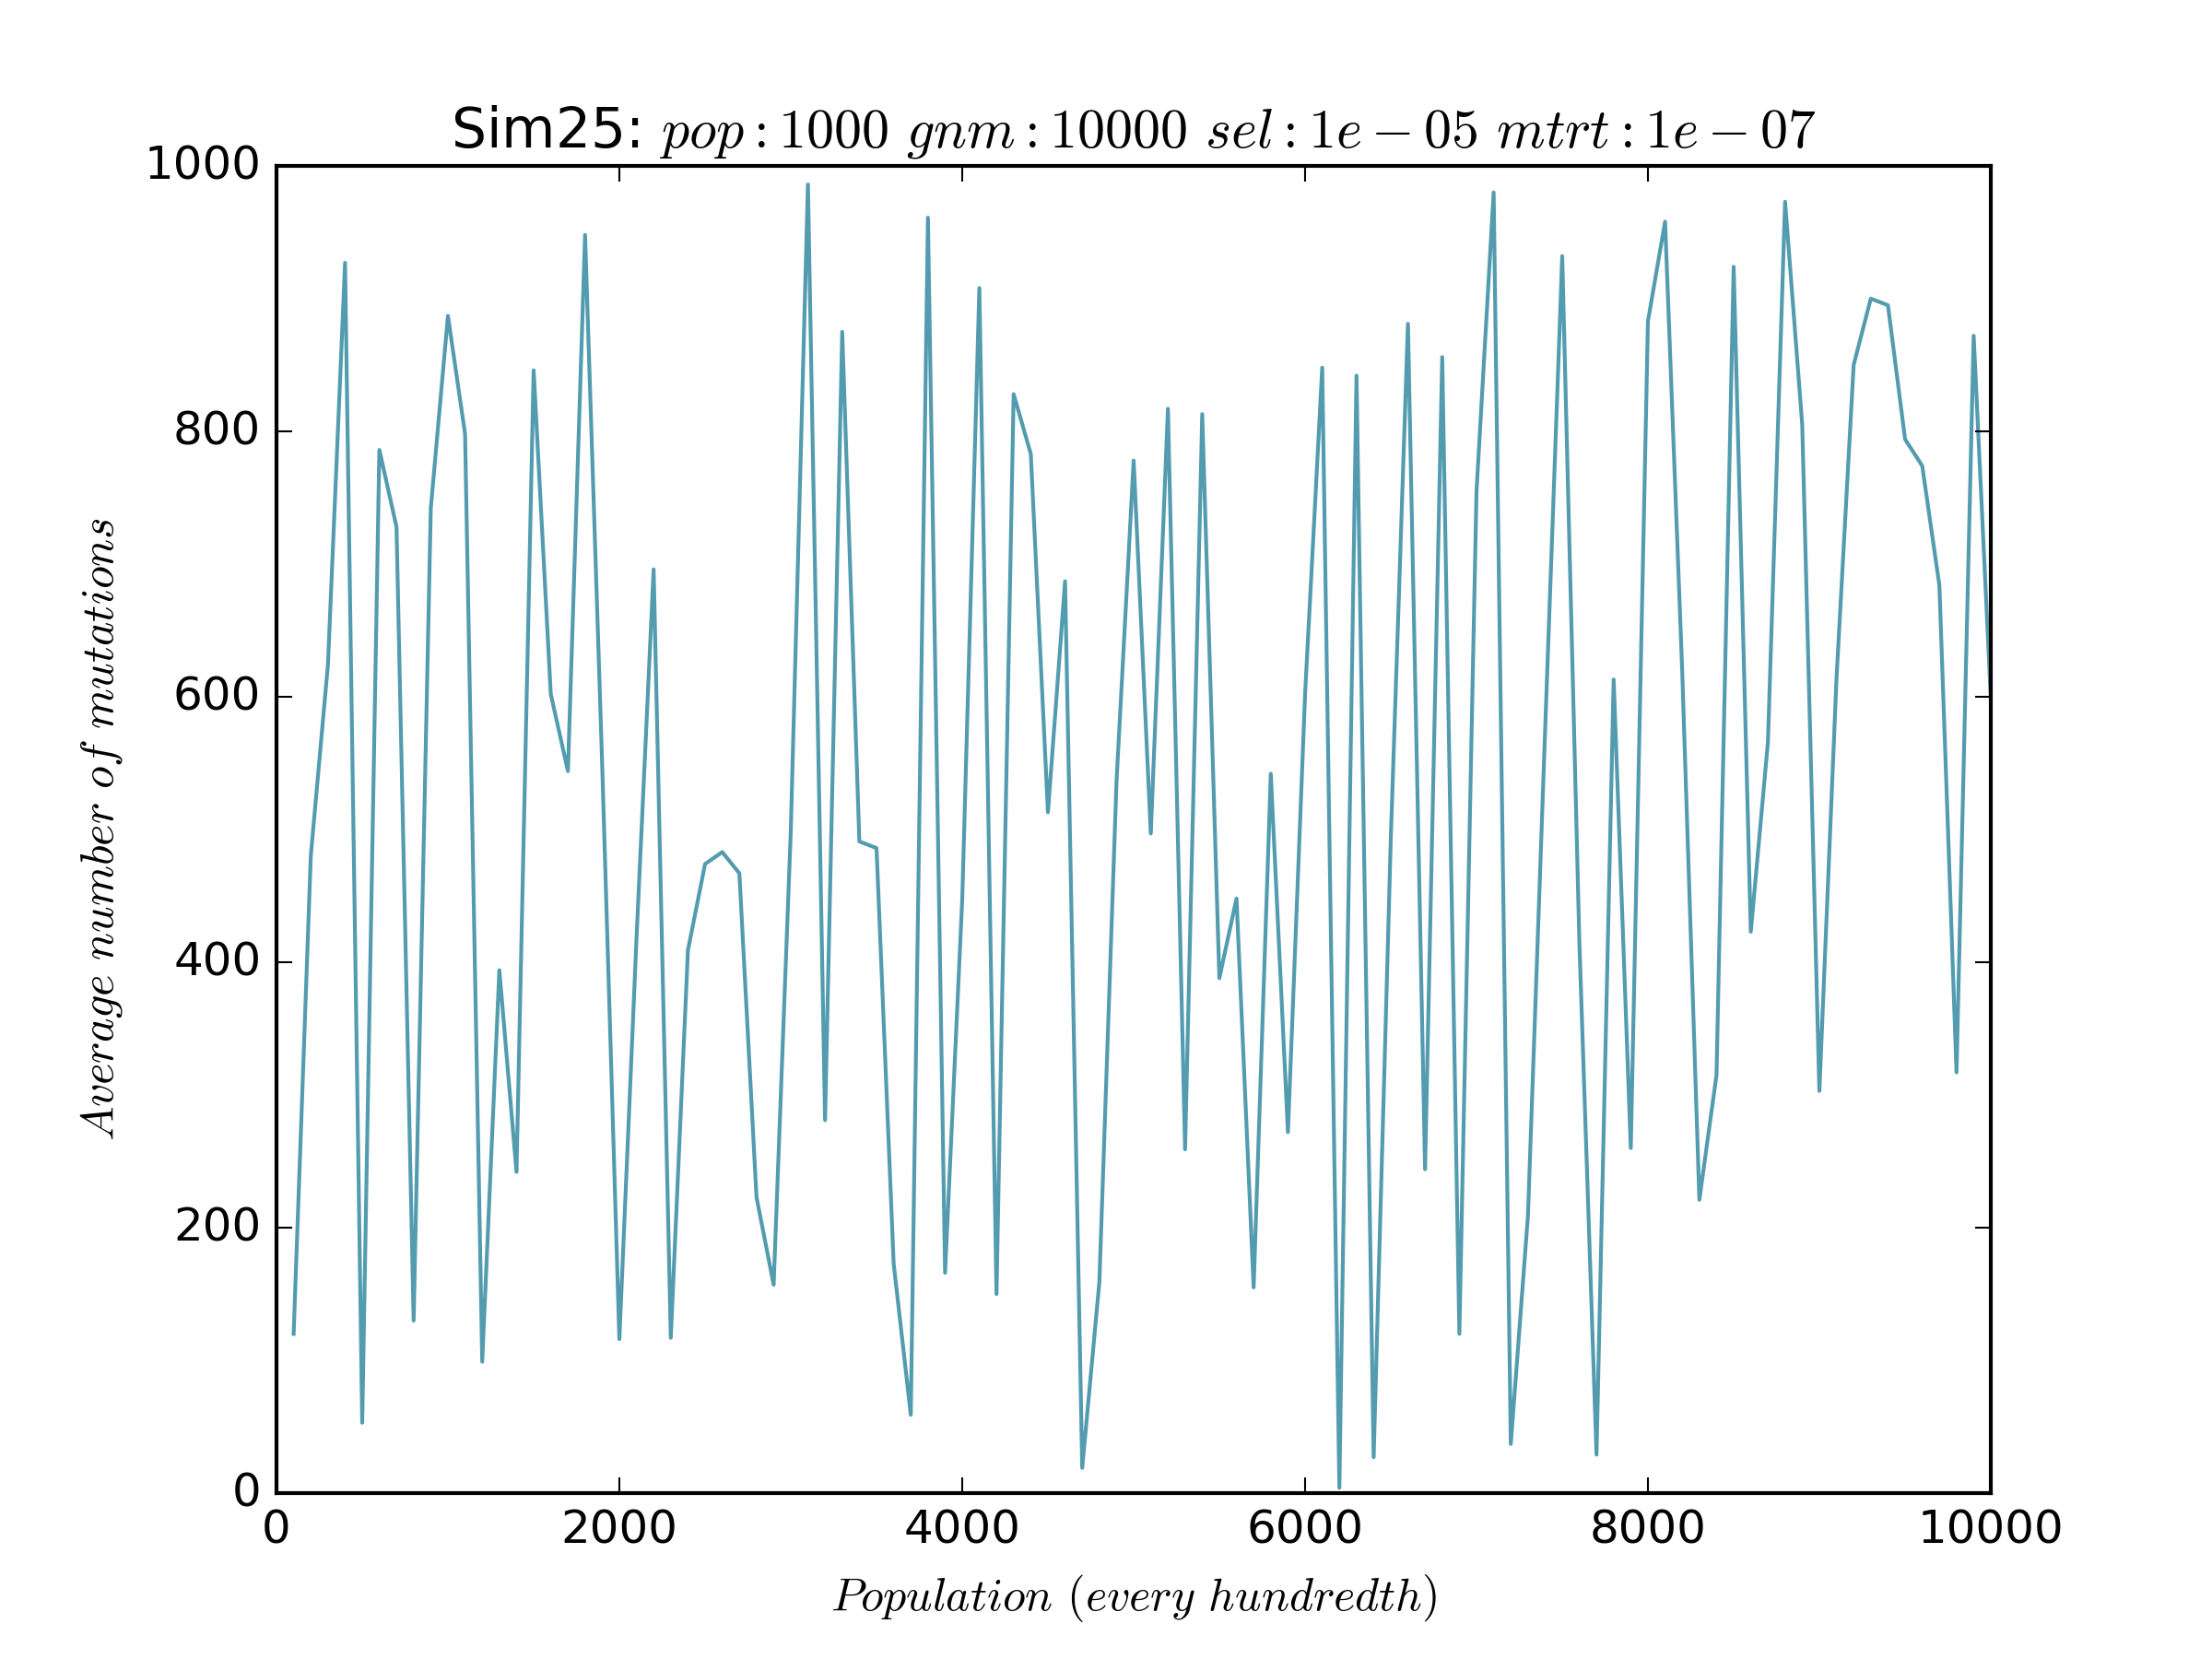 Sim25: pop : 1000 gnm : 10000 sel : 1e − 05 mtrt : 1e − 07
1000
800
600
400
200
0
Average number of mutations
0 2000 4000 6000 8000 10000
Population (every hundredth)